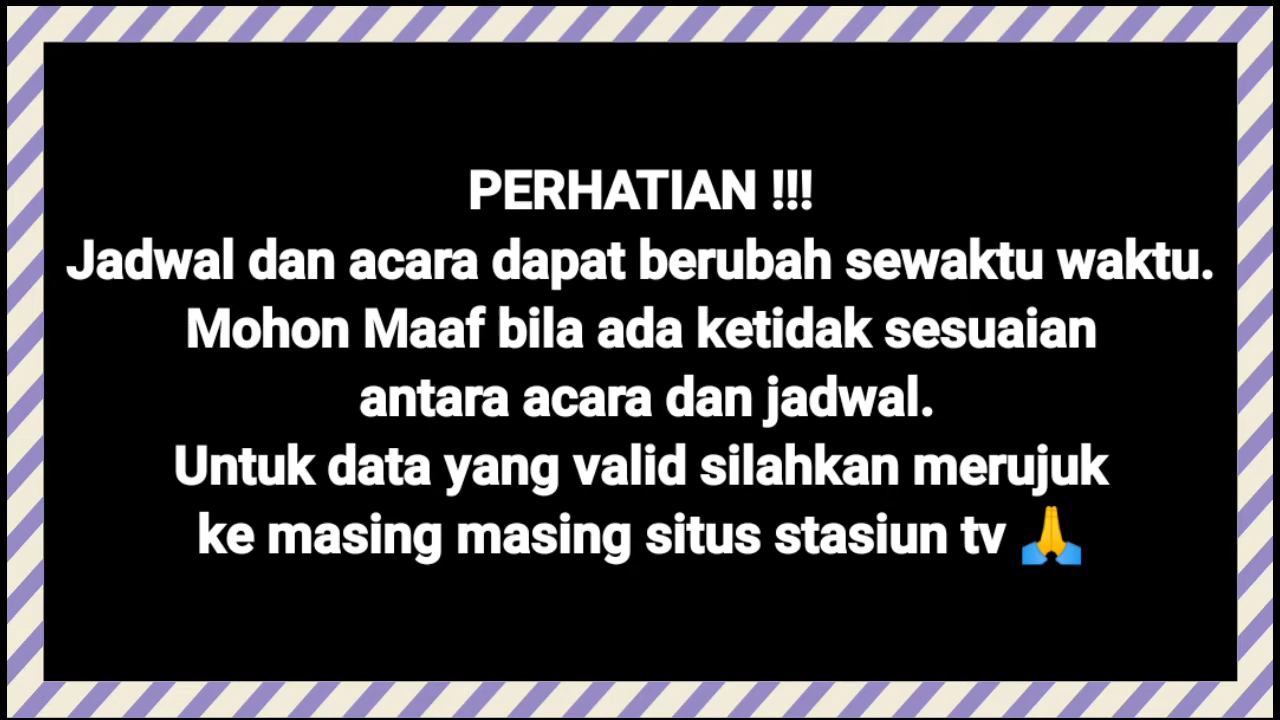 PERHATIAN !!!
Jadwal dan acara dapat berubah sewaktu waktu.
Mohon Maaf bila ada ketidak sesuaian
antara acara dan jadwal.
Untuk data yang valid silahkan merujuk
ke masing masing situs stasiun tv 🙏